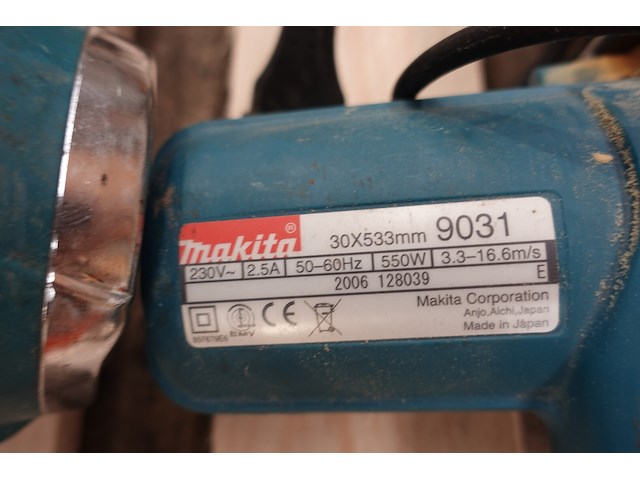 makita® 30X533mm 9031
230V~ 2.5A 50-60Hz 550W 3.3-16.6m/s
2006 128039 E
Makita Corporation
Anjo,Aichi,Japan
Made in Japan